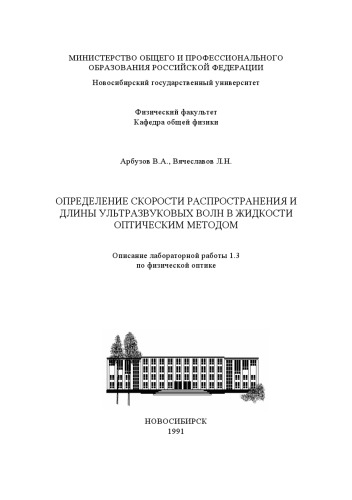 МИНИСТЕРСТВО ОБЩЕГО И ПРОФЕССИОНАЛЬНОГО
ОБРАЗОВАНИЯ РОССИЙСКОЙ ФЕДЕРАЦИИ
Новосибирский государственный университет
Физический факультет
Кафедра общей физики
Арбузов В.А., Вячеславов Л.Н.
ОПРЕДЕЛЕНИЕ СКОРОСТИ РАСПРОСТРАНЕНИЯ И
ДЛИНЫ УЛЬТРАЗВУКОВЫХ ВОЛН В ЖИДКОСТИ
ОПТИЧЕСКИМ МЕТОДОМ
Описание лабораторной работы 1.3
по физической оптике
НОВОСИБИРСК
1991